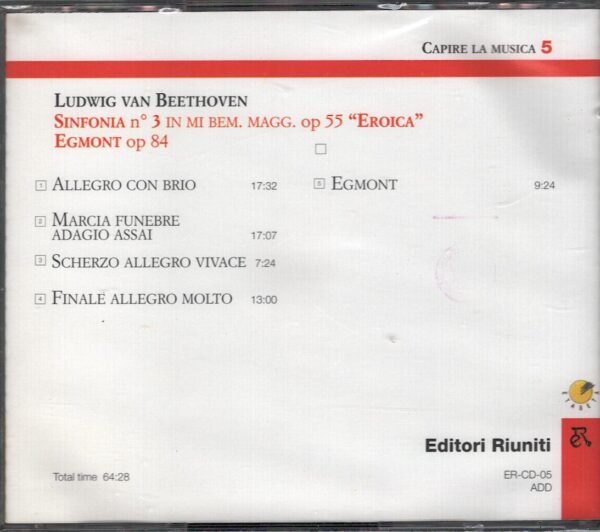 CAPIRE LA MUSICA 5
LUDWIG VAN BEETHOVEN
SINFONIA n° 3 IN MI BEM. MAGG. op 55 “EROICA”
EGMONT op 84
1 ALLEGRO CON BRIO 17:32
2 MARCIA FUNEBRE
ADAGIO ASSAI 17:07
3 SCHERZO ALLEGRO VIVACE 7:24
4 FINALE ALLEGRO MOLTO 13:00
5 EGMONT 9:24
Editori Riuniti
Total time 64:28
ER-CD-05
ADD